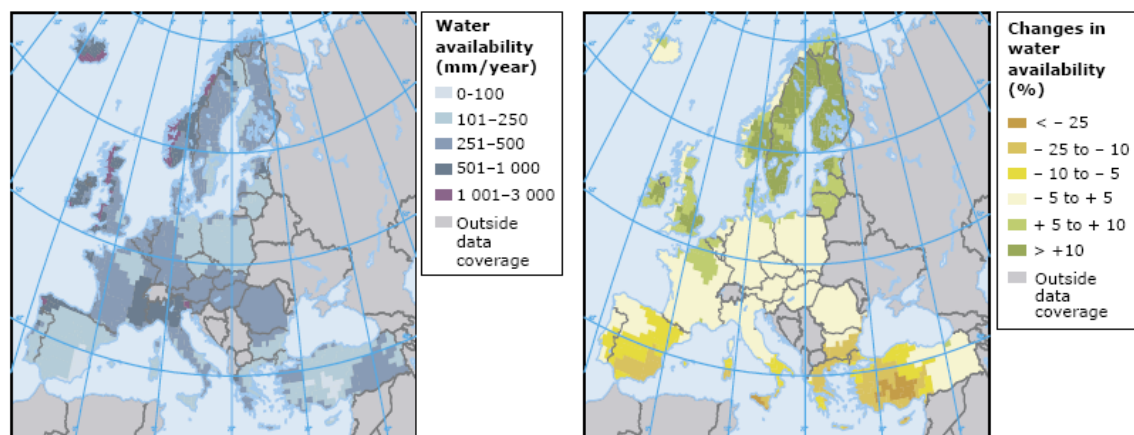 Water
availability
(mm/year)
0-100
101–250
251–500
501–1 000
1 001–3 000
Outside
data
coverage
Changes in
water
availability
(%)
< – 25
– 25 to – 10
– 10 to – 5
– 5 to + 5
+ 5 to + 10
> +10
Outside
data
coverage